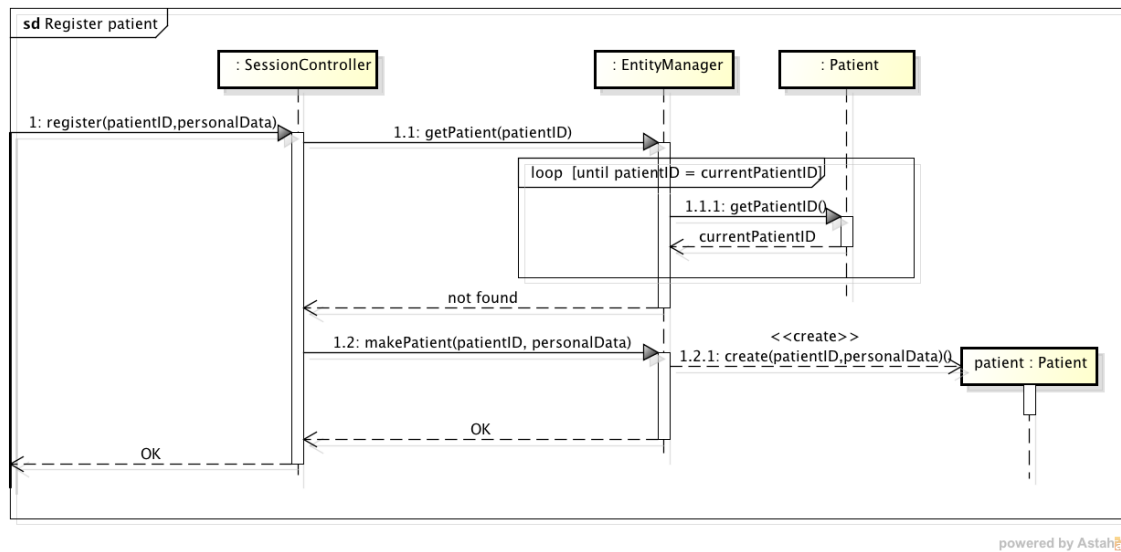 sd Register patient
: SessionController
: EntityManager
: Patient
1: register(patientID,personalData)
1.1: getPatient(patientID)
loop [until patientID = currentPatientID]
1.1.1: getPatientID()
currentPatientID
not found
<<create>>
1.2: makePatient(patientID, personalData)
1.2.1: create(patientID,personalData)()
patient : Patient
OK
OK
powered by Astah